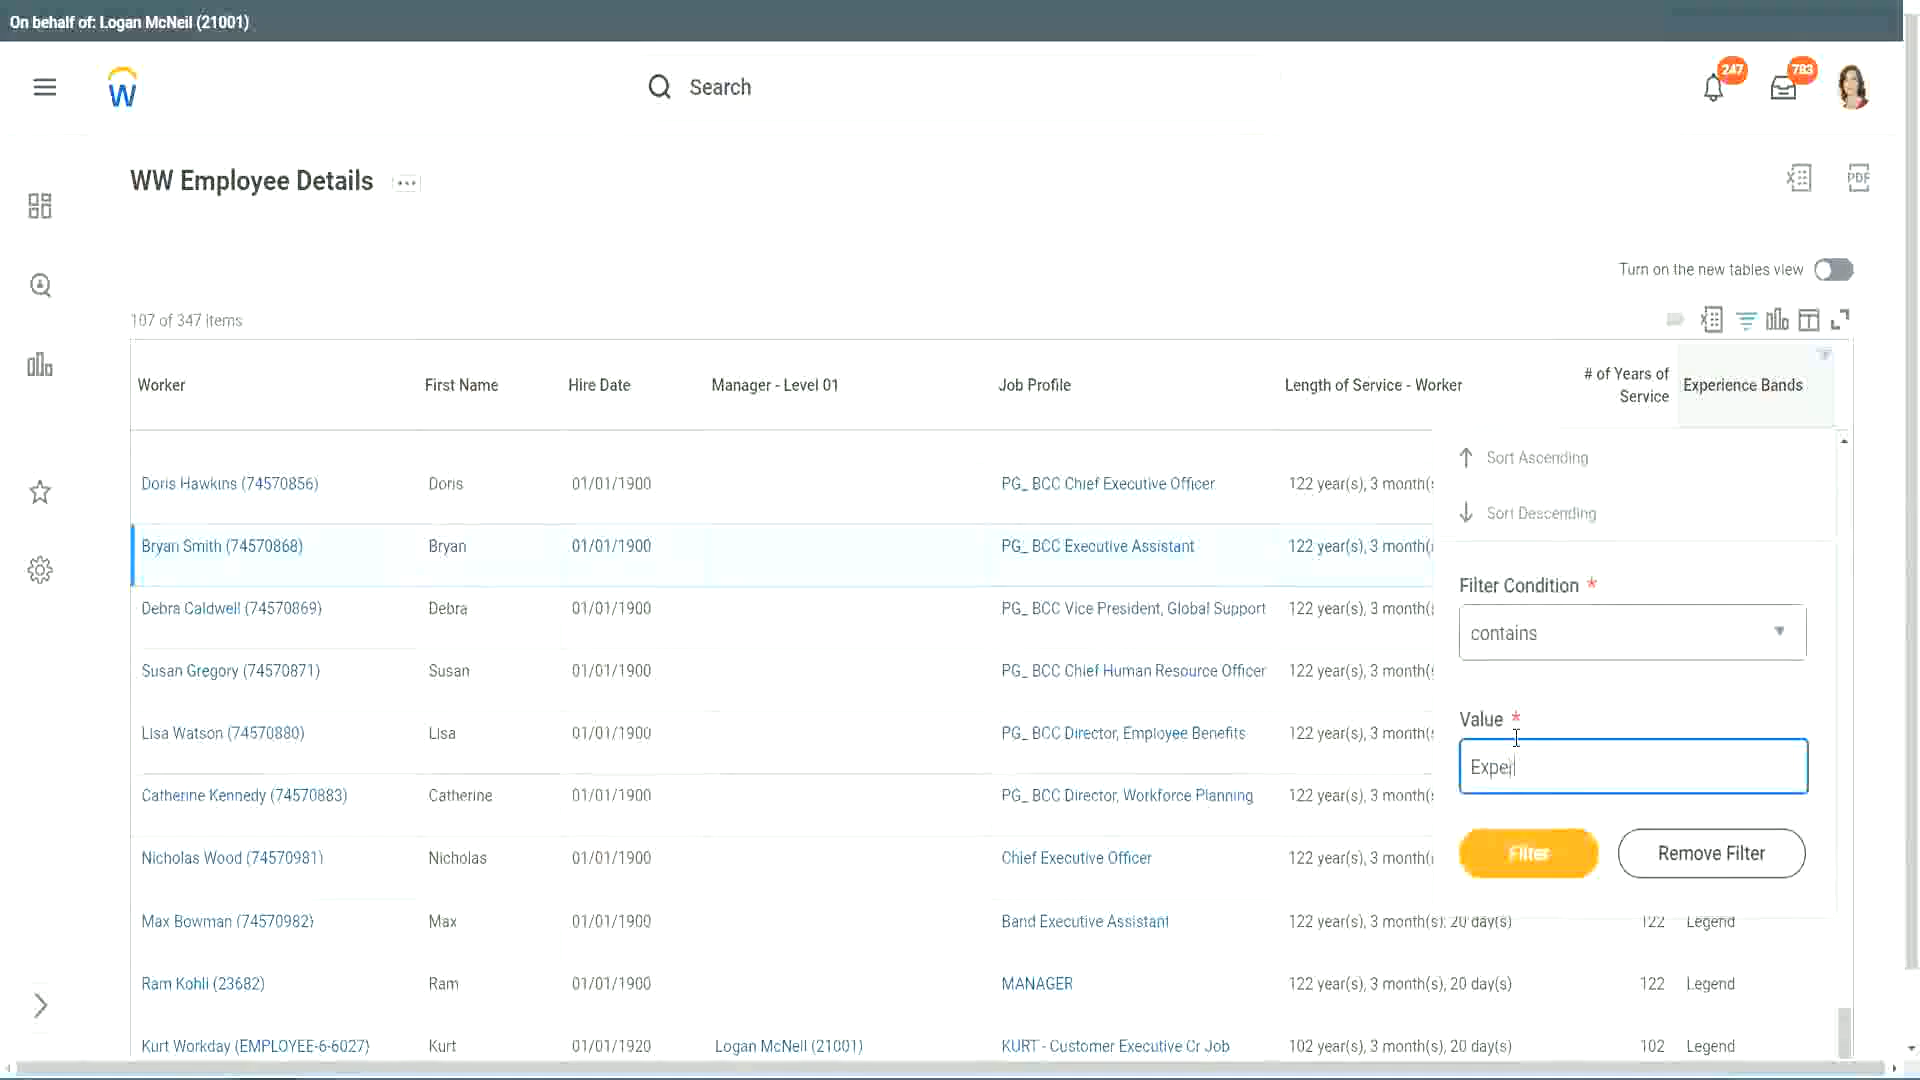 On behalf of: Logan McNeil (21001)
W
Search
247
783
WW Employee Details
PDF
Turn on the new tables view
107 of 347 items
Worker First Name Hire Date Manager - Level 01 Job Profile Length of Service - Worker # of Years of Service Experience Bands
Sort Ascending
Doris Hawkins (74570856) Doris 01/01/1900 PG_ BCC Chief Executive Officer 122 year(s), 3 month(s
Sort Descending
Bryan Smith (74570868) Bryan 01/01/1900 PG_ BCC Executive Assistant 122 year(s), 3 month(s
Filter Condition *
Debra Caldwell (74570869) Debra 01/01/1900 PG_ BCC Vice President, Global Support 122 year(s), 3 month(s
contains
Susan Gregory (74570871) Susan 01/01/1900 PG_ BCC Chief Human Resource Officer 122 year(s), 3 month(s
Value *
Lisa Watson (74570880) Lisa 01/01/1900 PG_ BCC Director, Employee Benefits 122 year(s), 3 month(s
Exper
Catherine Kennedy (74570883) Catherine 01/01/1900 PG_ BCC Director, Workforce Planning 122 year(s), 3 month(s
Filter Remove Filter
Nicholas Wood (74570981) Nicholas 01/01/1900 Chief Executive Officer 122 year(s), 3 month(
Max Bowman (74570982) Max 01/01/1900 Band Executive Assistant 122 year(s), 3 month(s), 20 day(s) 122 Legend
Ram Kohli (23682) Ram 01/01/1900 MANAGER 122 year(s), 3 month(s), 20 day(s) 122 Legend
Kurt Workday (EMPLOYEE-6-6027) Kurt 01/01/1920 Logan McNeil (21001) KURT - Customer Executive Cr Job 102 year(s), 3 month(s), 20 day(s) 102 Legend